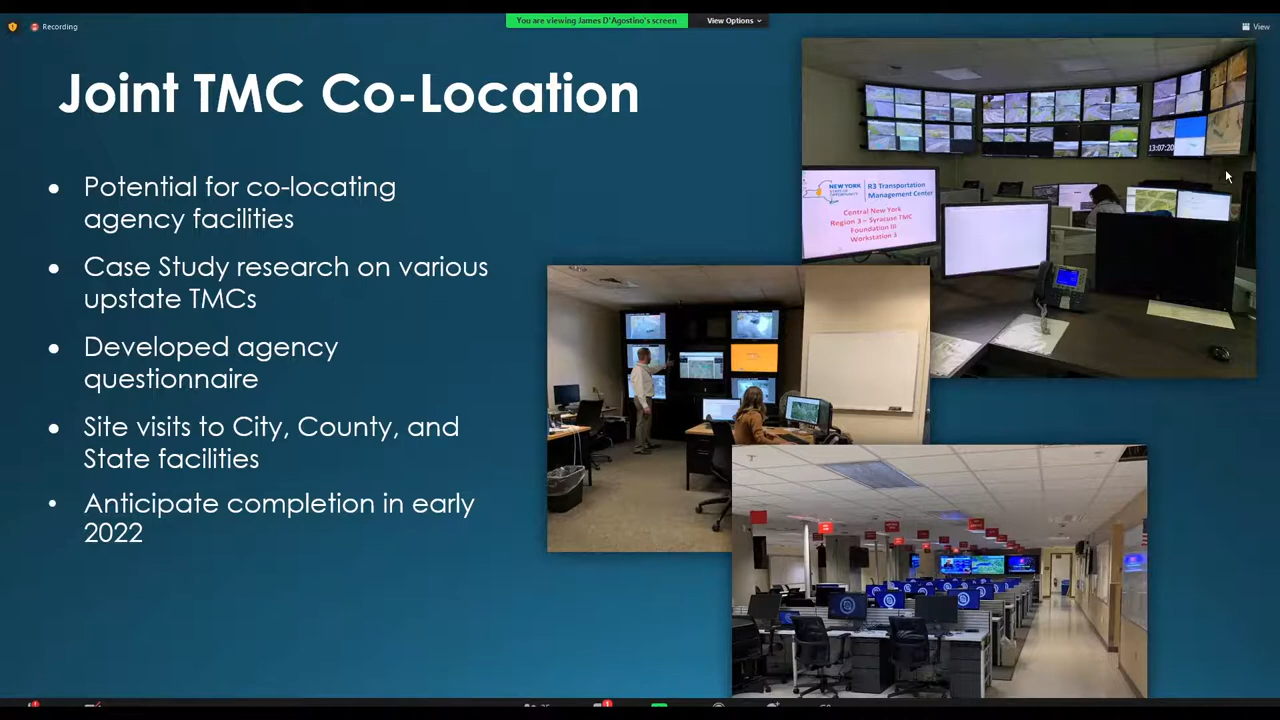 Recording
You are viewing James D'Agostino's screen
View Options
View
Joint TMC Co-Location
• Potential for co-locating
agency facilities
• Case Study research on various
upstate TMCs
• Developed agency
questionnaire
• Site visits to City, County, and
State facilities
• Anticipate completion in early
2022
13:07:20
NEW YORK
STATE OF
OPPORTUNITY
R3 Transportation
Management Center
Central New York
Region 3 – Syracuse TMC
Foundation III
Workstation 3